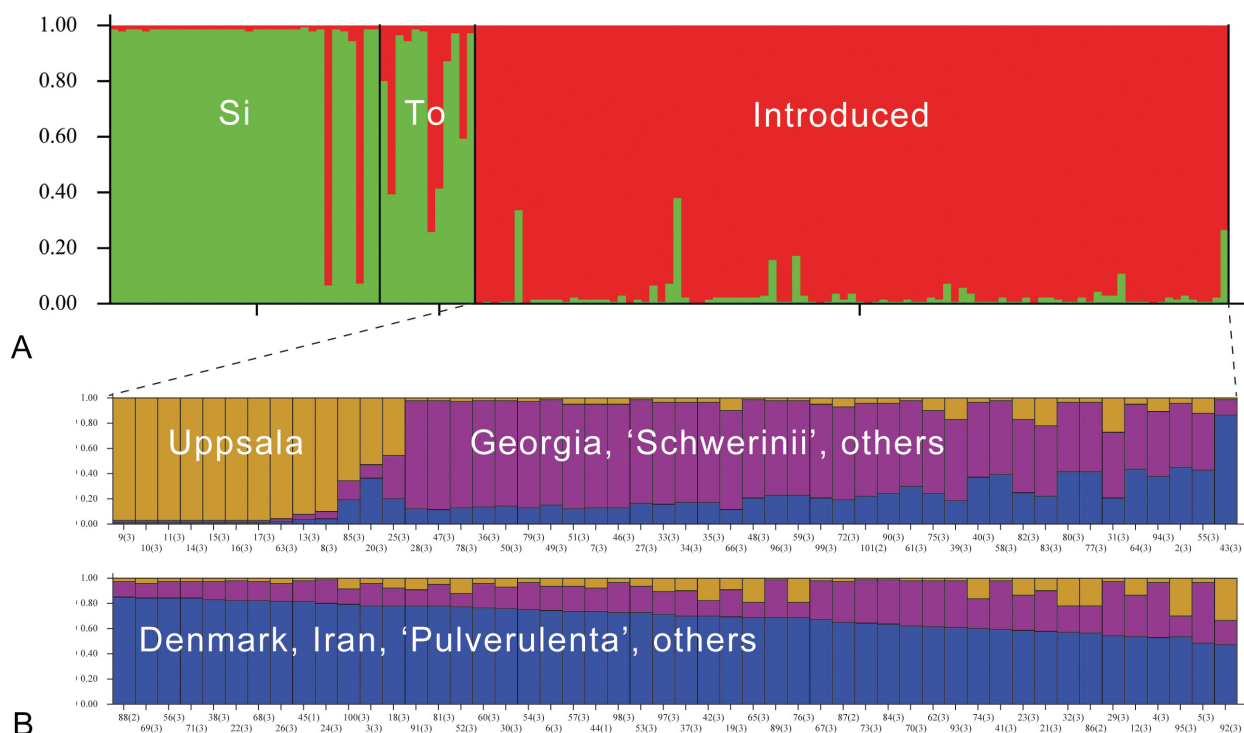 1.00
0.80
0.60
0.40
0.20
0.00
Si
To
Introduced
A
1.00
0.80
0.60
0.40
0.20
0.00
Uppsala
Georgia, ‘Schwerinii’, others
9(3) 11(3) 15(3) 17(3) 13(3) 85(3) 25(3) 47(3) 36(3) 79(3) 51(3) 46(3) 33(3) 35(3) 48(3) 59(3) 72(3) 90(3) 75(3) 40(3) 82(3) 80(3) 31(3) 94(3) 55(3)
10(3) 14(3) 16(3) 63(3) 8(3) 20(3) 28(3) 78(3) 50(3) 49(3) 7(3) 27(3) 34(3) 66(3) 96(3) 99(3) 101(2) 61(3) 39(3) 58(3) 83(3) 77(3) 64(3) 2(3) 43(3)
1.00
0.80
0.60
0.40
0.20
0.00
Denmark, Iran, ‘Pulverulenta’, others
88(2) 56(3) 38(3) 68(3) 45(1) 100(3) 18(3) 81(3) 60(3) 54(3) 57(3) 98(3) 97(3) 42(3) 65(3) 76(3) 87(2) 84(3) 62(3) 74(3) 23(3) 32(3) 29(3) 4(3) 5(3)
69(3) 71(3) 22(3) 26(3) 24(3) 3(3) 91(3) 52(3) 30(3) 6(3) 44(1) 53(3) 37(3) 19(3) 89(3) 67(3) 73(3) 70(3) 93(3) 41(3) 21(3) 86(2) 12(3) 95(3) 92(3)
B